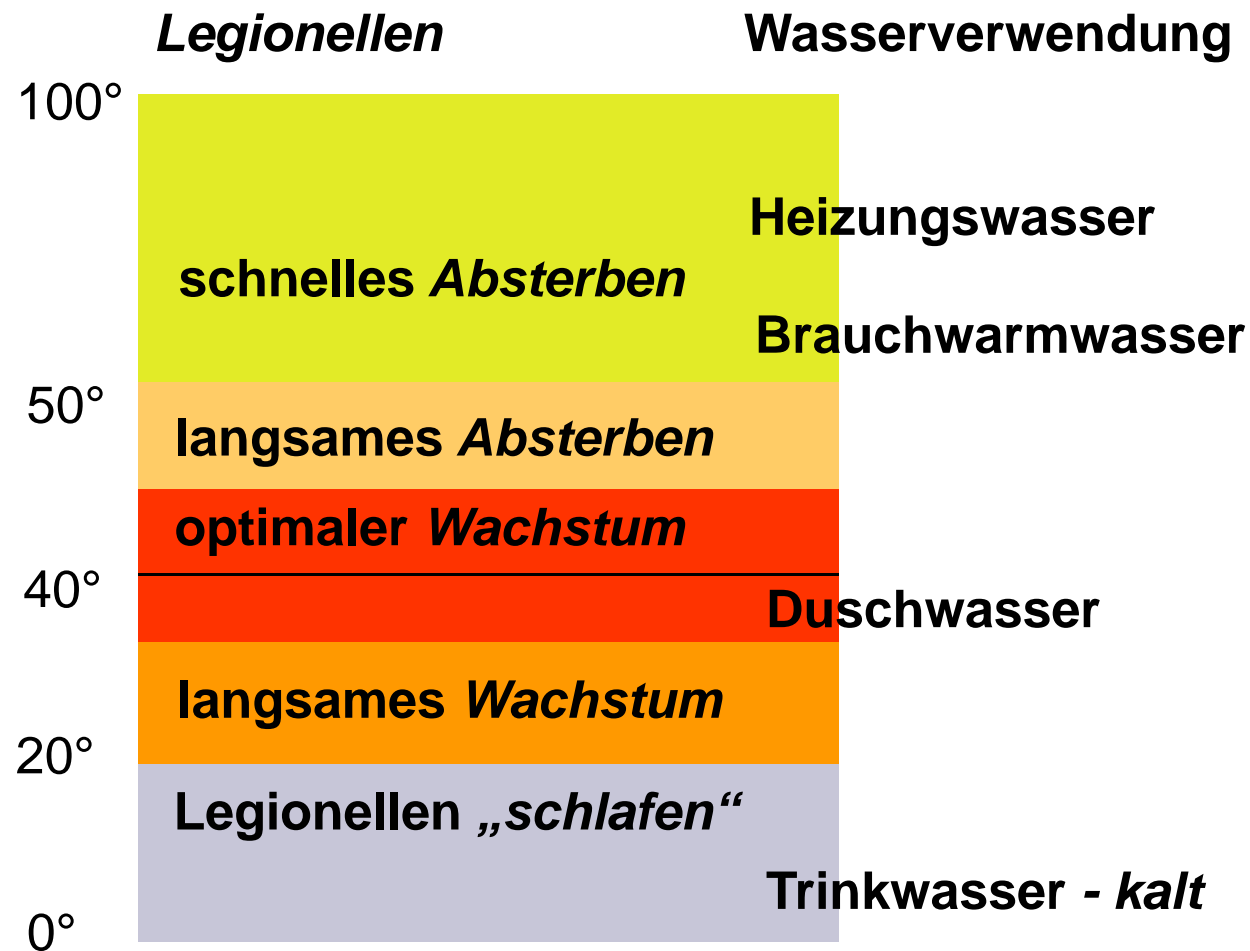 Legionellen Wasserverwendung
100°
Heizungswasser
schnelles Absterben
Brauchwarmwasser
50°
langsames Absterben
optimaler Wachstum
40°
Duschwasser
langsames Wachstum
20°
Legionellen „schlafen“
Trinkwasser - kalt
0°